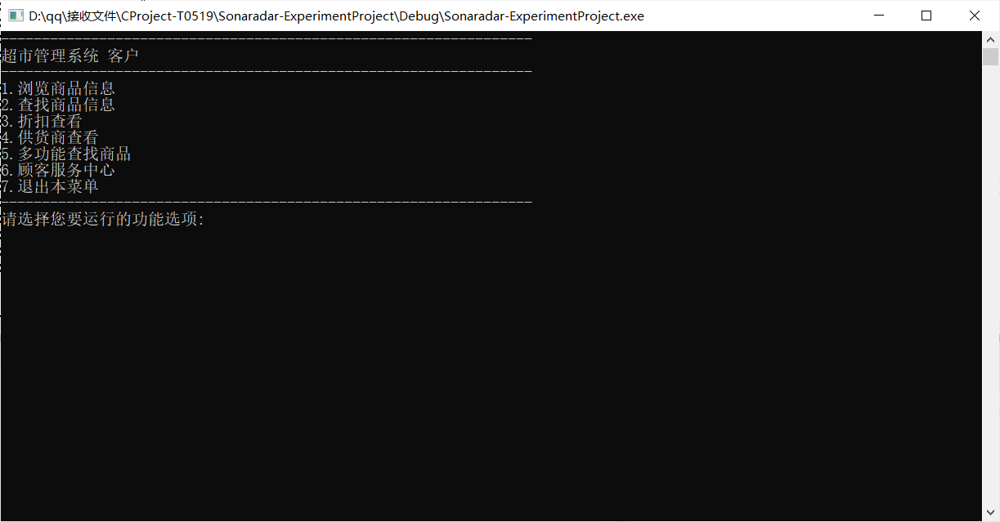 D:\qq\接收文件\CProject-T0519\Sonaradar-ExperimentProject\Debug\Sonaradar-ExperimentProject.exe
-----------------------------------------------------------------
超市管理系统 客户
-----------------------------------------------------------------
1.浏览商品信息
2.查找商品信息
3.折扣查看
4.供货商查看
5.多功能查找商品
6.顾客服务中心
7.退出本菜单
-----------------------------------------------------------------
请选择您要运行的功能选项: